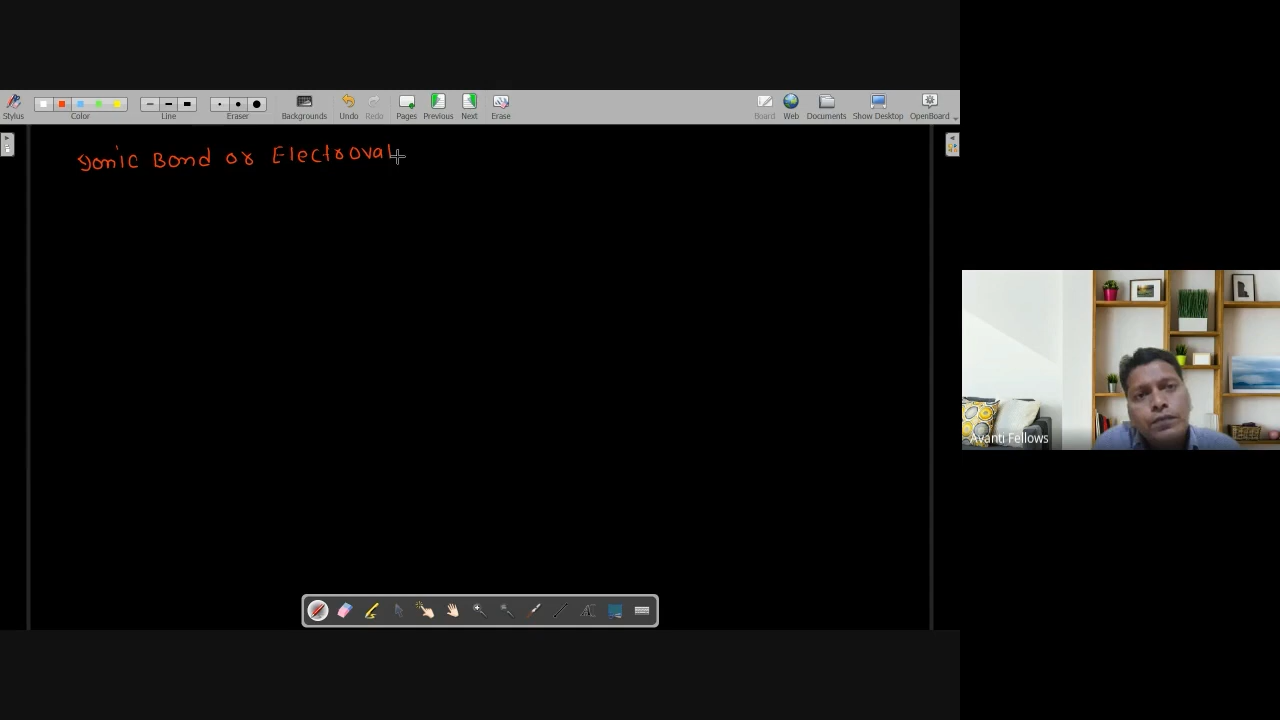 Stylus
Color
Line
Eraser
Backgrounds
Undo
Redo
Pages
Previous
Next
Erase
Board
Web
Documents
Show Desktop
OpenBoard
Ionic Bond or Electroval
Avanti Fellows